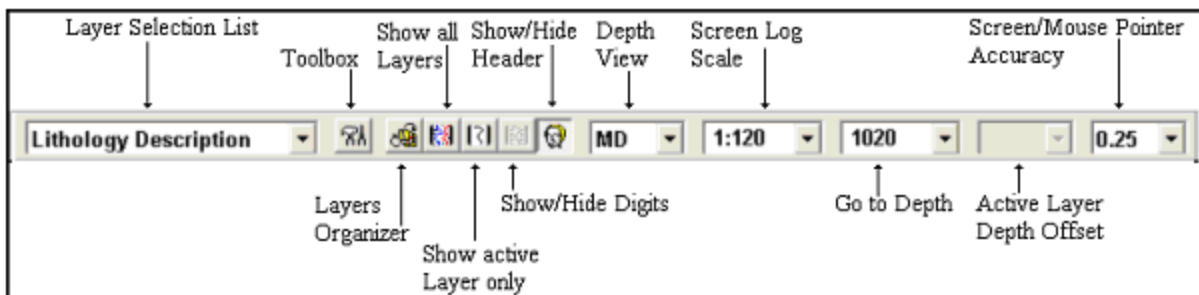 Layer Selection List
Toolbox
Show all
Layers
Show/Hide
Header
Depth
View
Screen Log
Scale
Screen/Mouse Pointer
Accuracy
Lithology Description
MD
1:120
1020
0.25
Layers
Organizer
Show active
Layer only
Show/Hide Digits
Go to Depth
Active Layer
Depth Offset